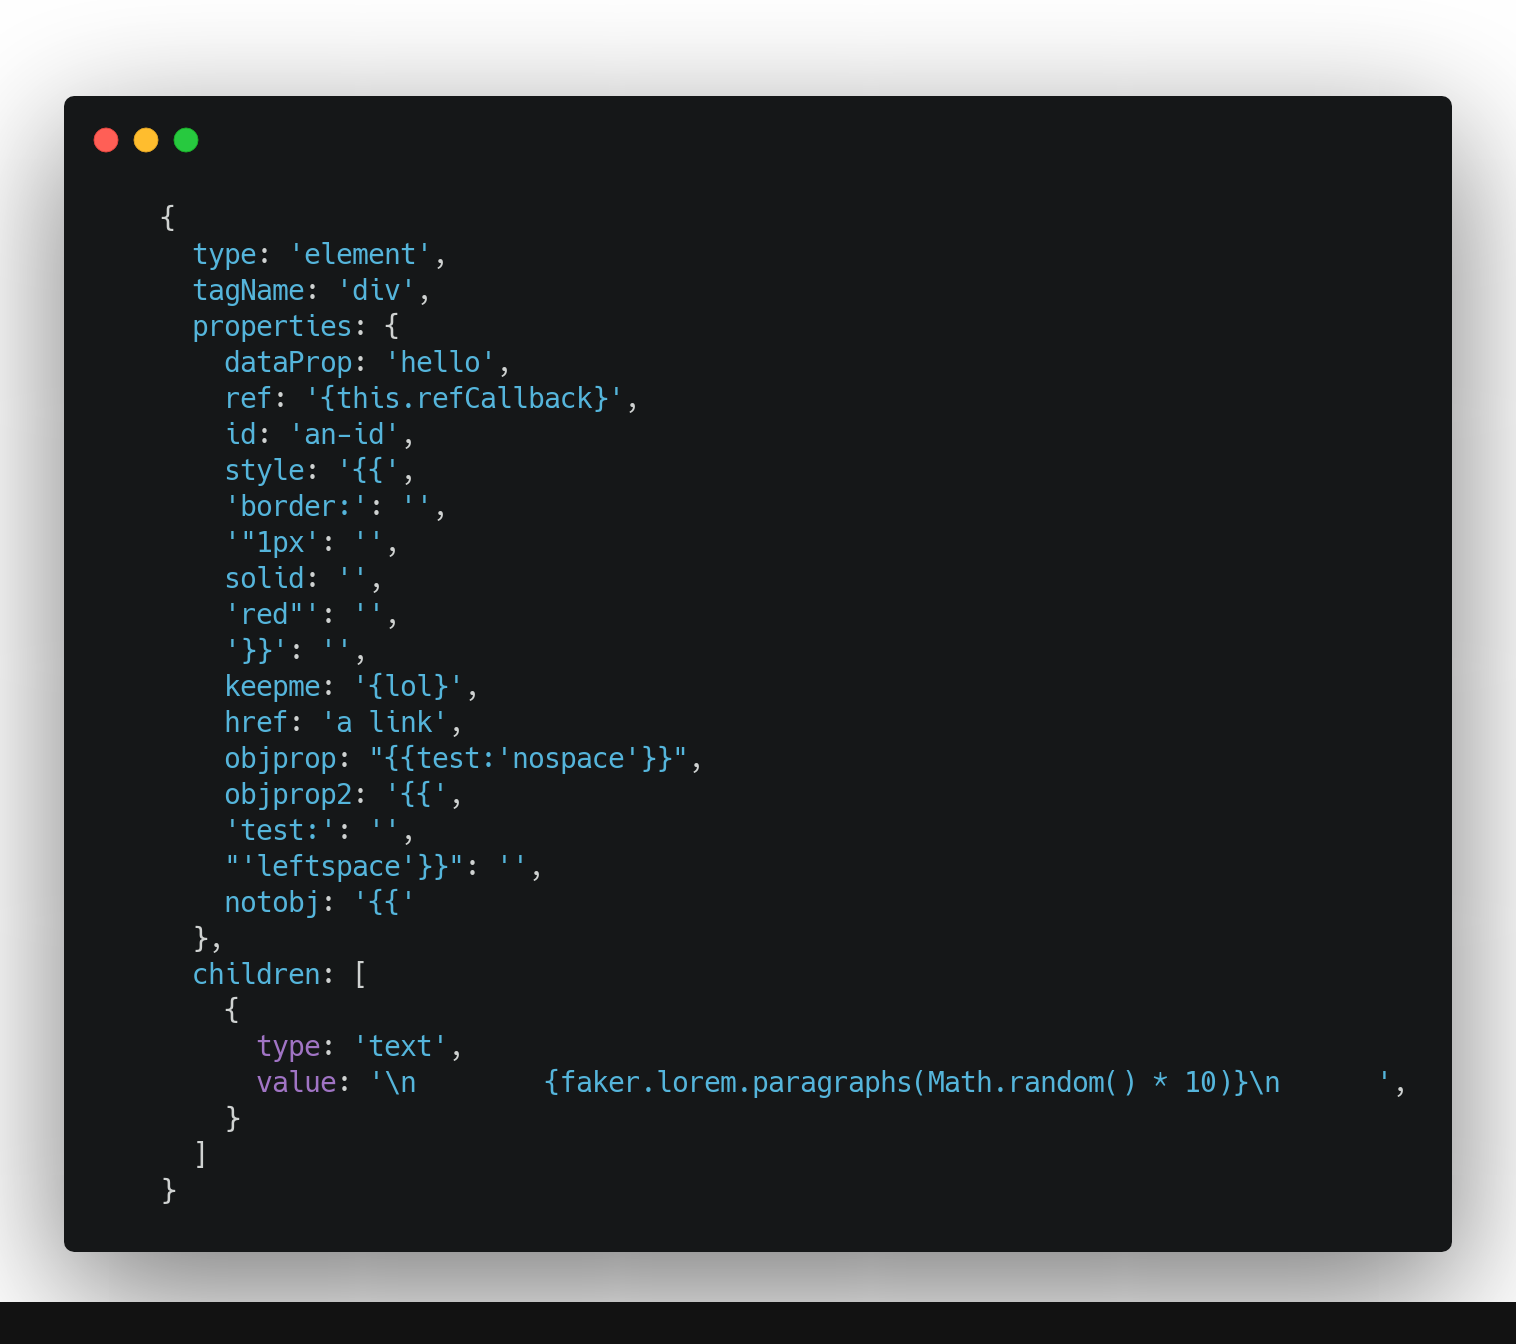 {
  type: 'element',
  tagName: 'div',
  properties: {
    dataProp: 'hello',
    ref: '{this.refCallback}',
    id: 'an-id',
    style: '{{',
    'border:': '',
    '"1px': '',
    solid: '',
    'red"': '',
    '}}': '',
    keepme: '{lol}',
    href: 'a link',
    objprop: "{{test:'nospace'}}",
    objprop2: '{{',
    'test:': '',
    "'leftspace'}}": '',
    notobj: '{{'
  },
  children: [
    {
      type: 'text',
      value: '\n        {faker.lorem.paragraphs(Math.random() * 10)}\n      ',
    }
  ]
}